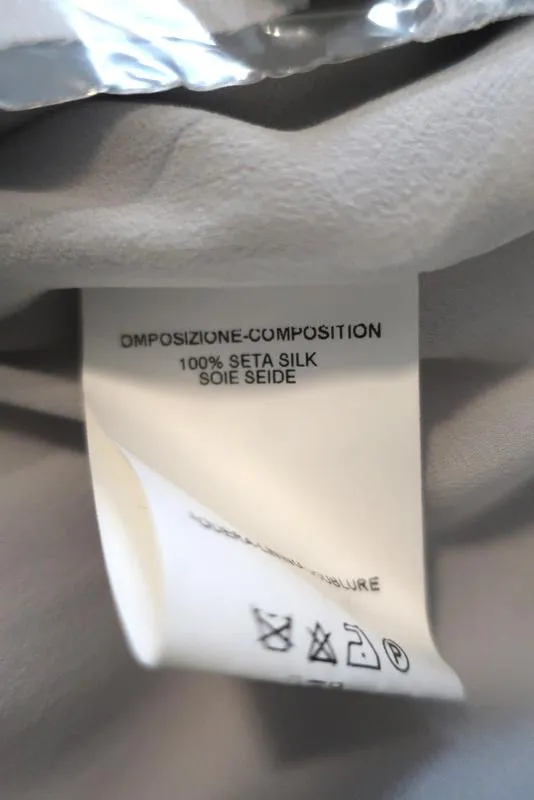 OMPOSIZIONE-COMPOSITION
100% SETA SILK
SOIE SEIDE
P